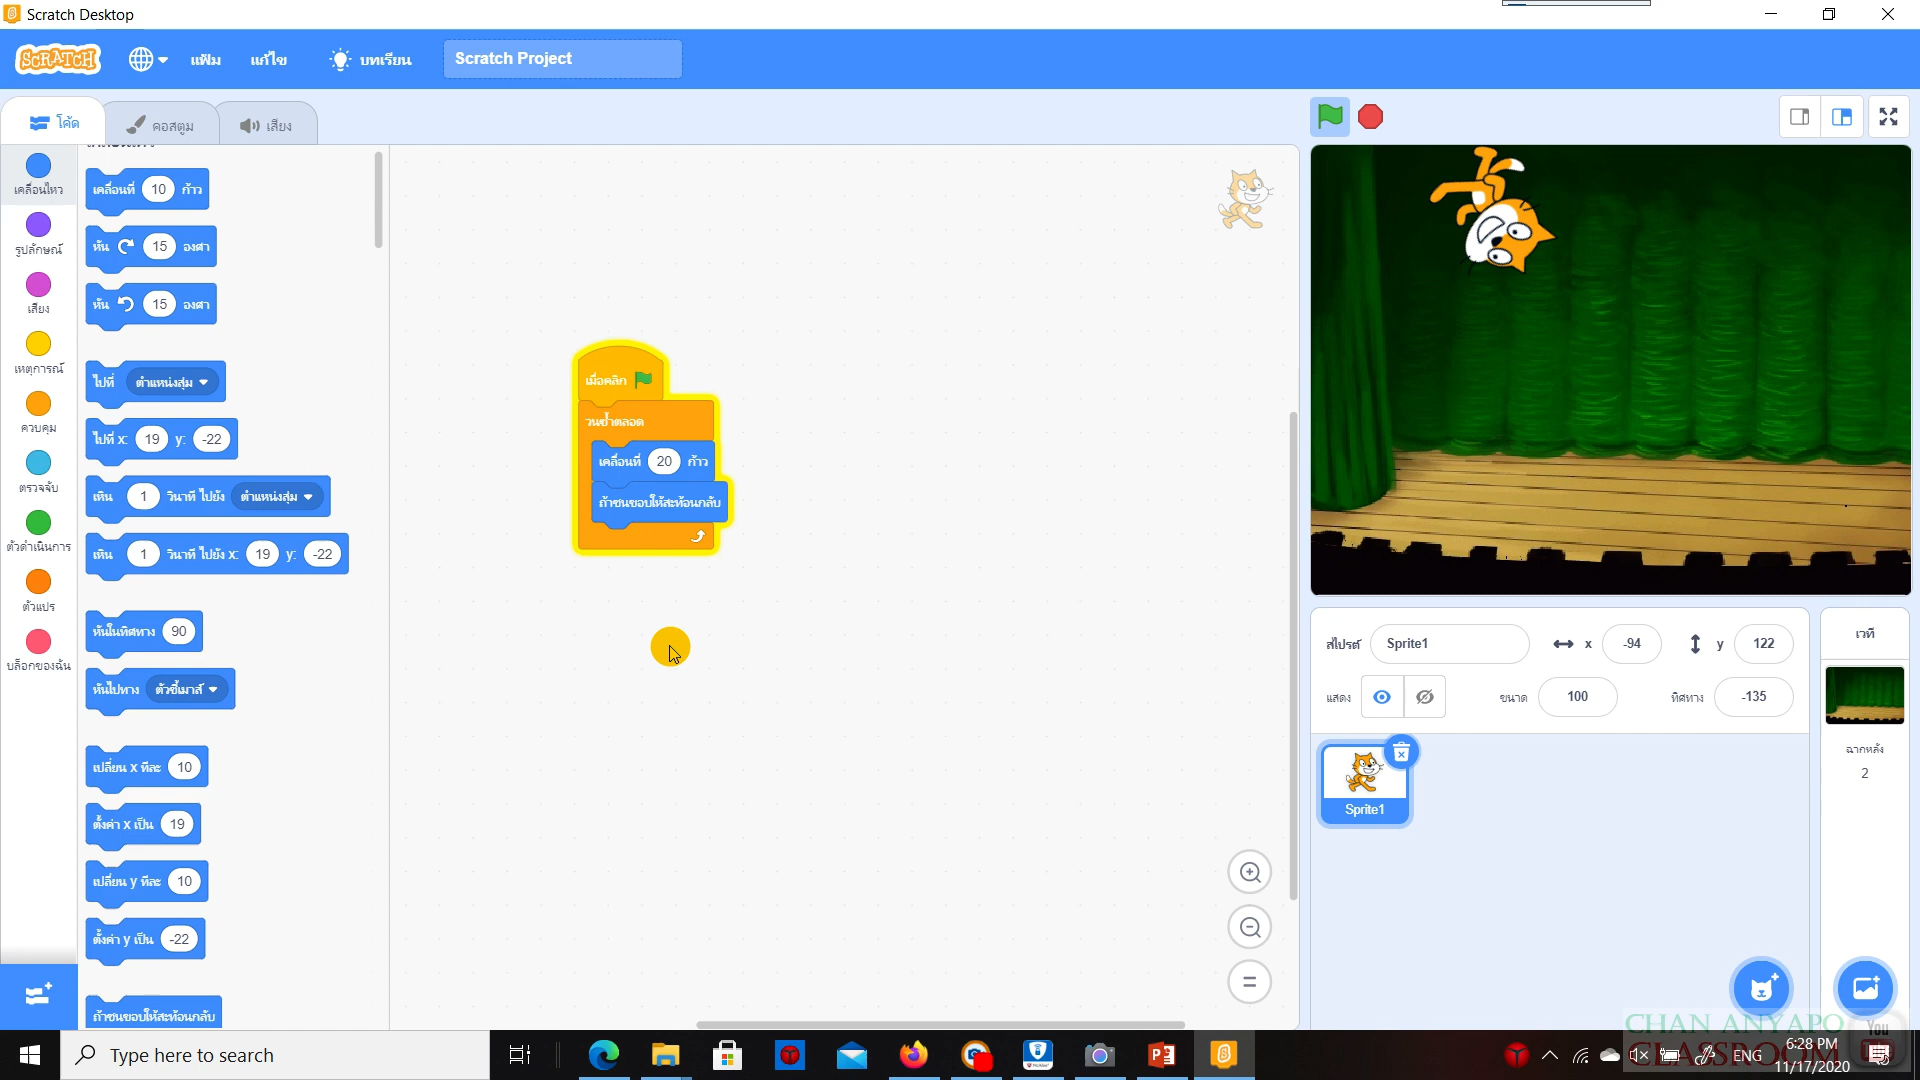 Scratch Desktop
SCRATCH แฟ้ม แก้ไข บทเรียน Scratch Project
โค้ด คอสตูม เสียง
เคลื่อนไหว
รูปลักษณ์
เสียง
เหตุการณ์
ควบคุม
ตรวจจับ
ตัวดำเนินการ
ตัวแปร
บล็อกของฉัน
เคลื่อนที่ 10 ก้าว
หัน 15 องศา
หัน 15 องศา
ไปที่ ตำแหน่งสุ่ม
ไปที่ x: 19 y: -22
เหิน 1 วินาที ไปยัง ตำแหน่งสุ่ม
เหิน 1 วินาที ไปยัง x: 19 y: -22
หันในทิศทาง 90
หันไปทาง ตัวชี้เมาส์
เปลี่ยน x ทีละ 10
ตั้งค่า x เป็น 19
เปลี่ยน y ทีละ 10
ตั้งค่า y เป็น -22
ถ้าชนขอบให้สะท้อนกลับ
เมื่อคลิก
วนซ้ำตลอด
เคลื่อนที่ 20 ก้าว
ถ้าชนขอบให้สะท้อนกลับ
สไปรต์ Sprite1 x -94 y 122
แสดง ขนาด 100 ทิศทาง -135
Sprite1
เวที
ฉากหลัง
2
CHAN ANYAPO
CLASSROOM
You
Type here to search
ENG
6:28 PM
11/17/2020